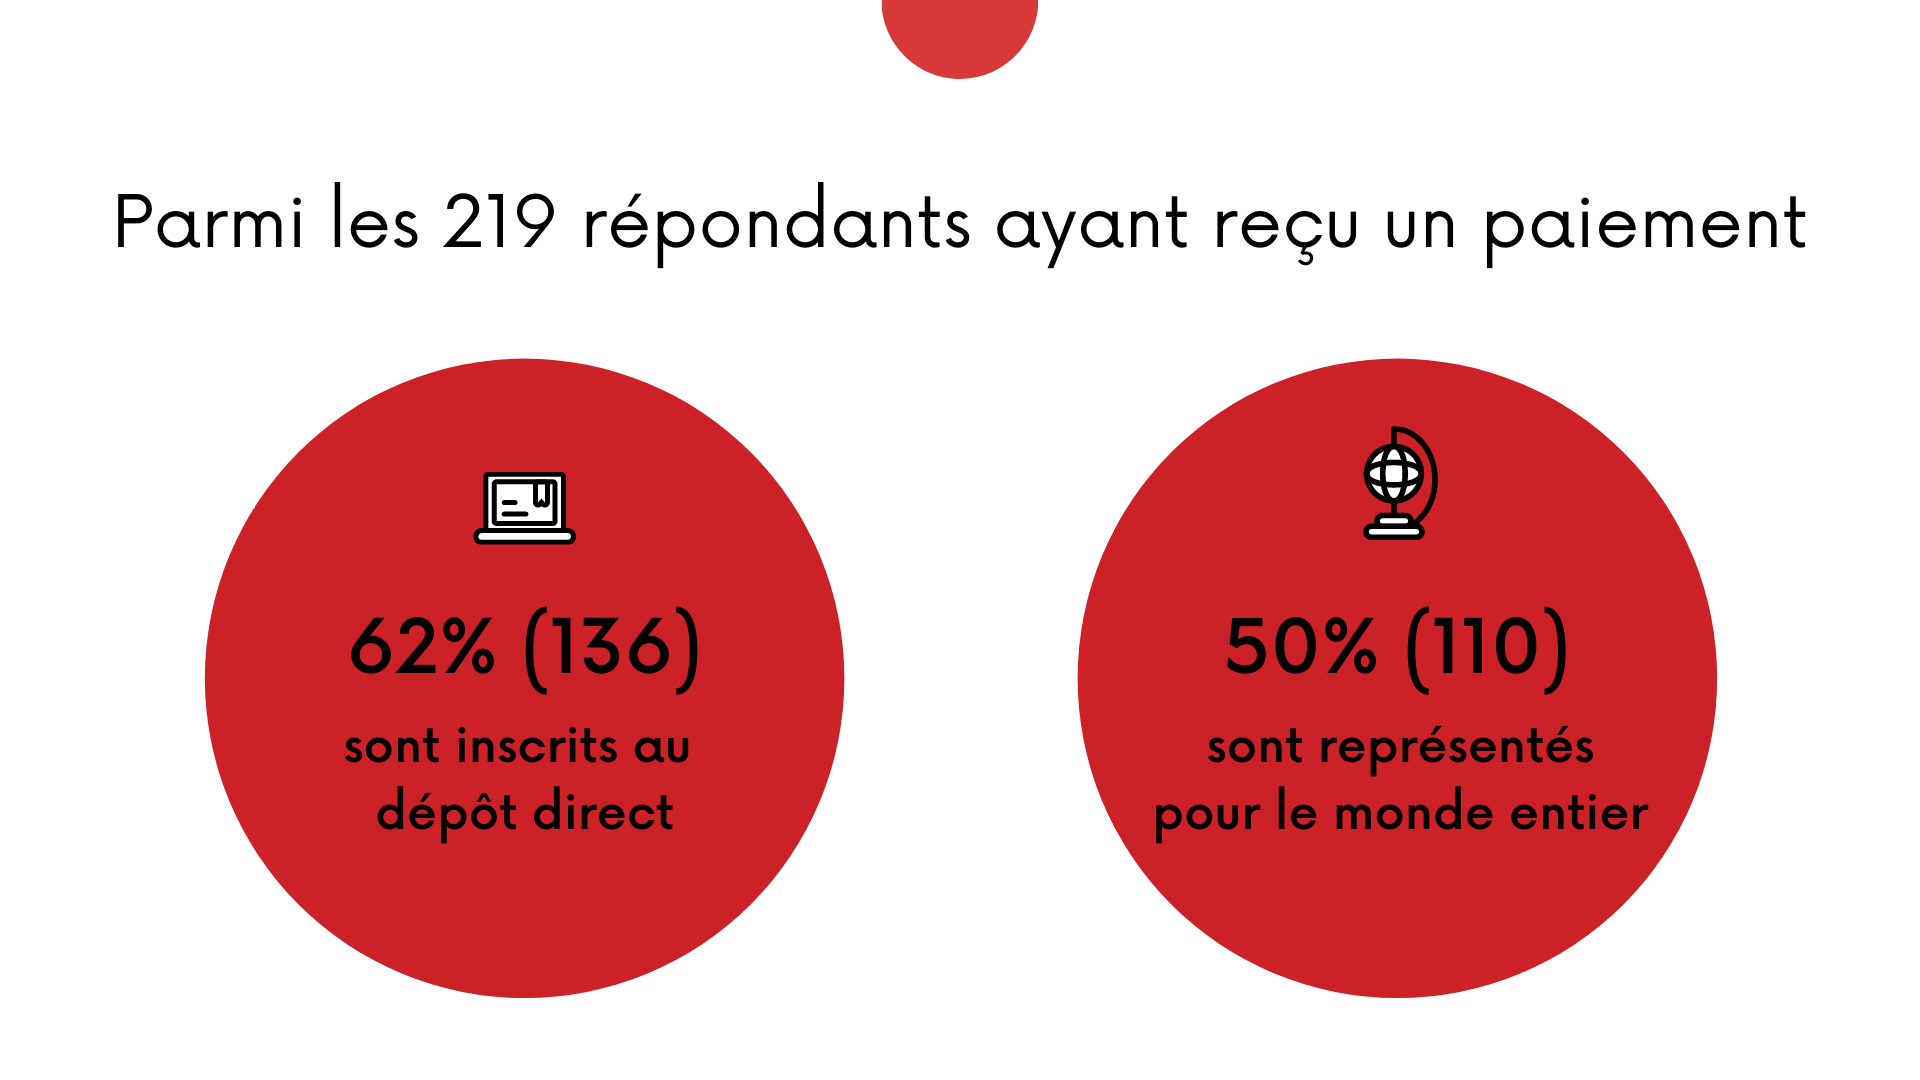 Parmi les 219 répondants ayant reçu un paiement
62% (136)
sont inscrits au
dépôt direct
50% (110)
sont représentés
pour le monde entier